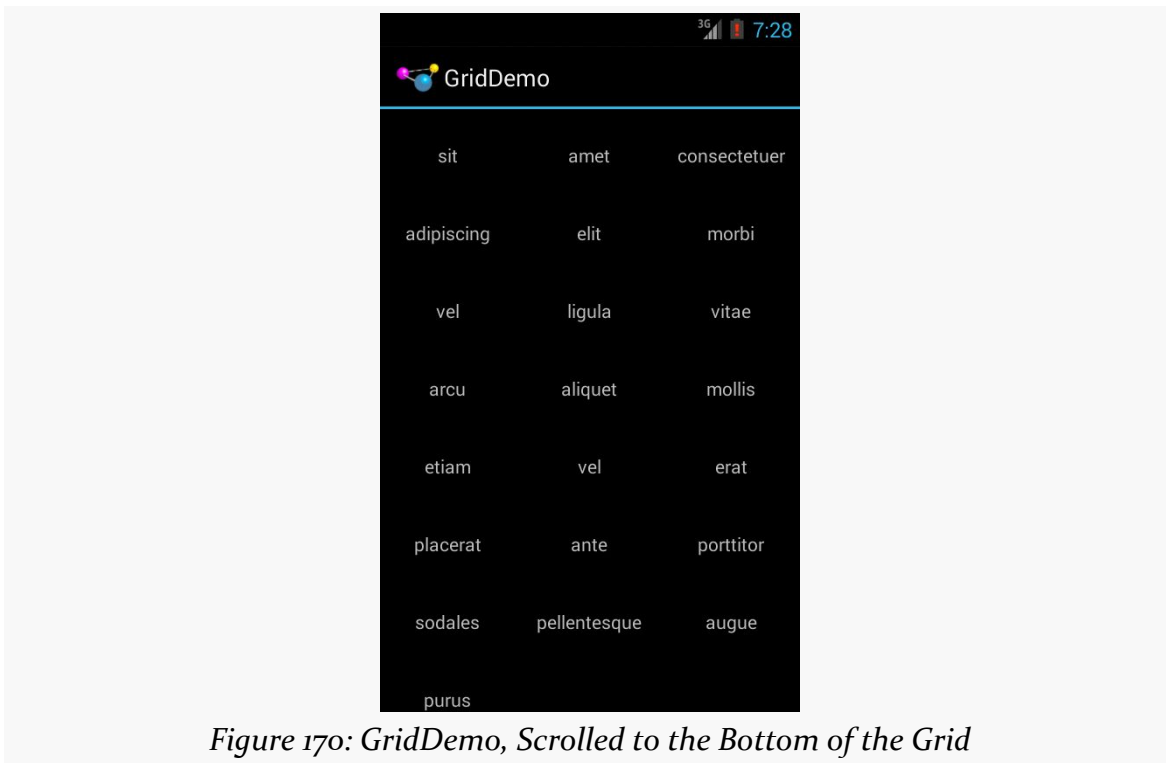 3G 7:28
GridDemo
sit amet consectetuer
adipiscing elit morbi
vel ligula vitae
arcu aliquet mollis
etiam vel erat
placerat ante porttitor
sodales pellentesque augue
purus
Figure 170: GridDemo, Scrolled to the Bottom of the Grid